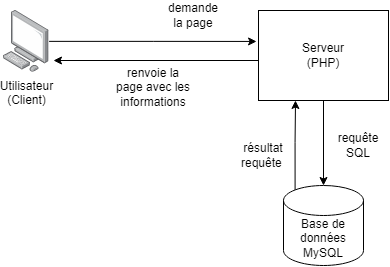 demande
la page
Serveur
(PHP)
Utilisateur
(Client)
renvoie la
page avec les
informations
résultat
requête
requête
SQL
Base de
données
MySQL